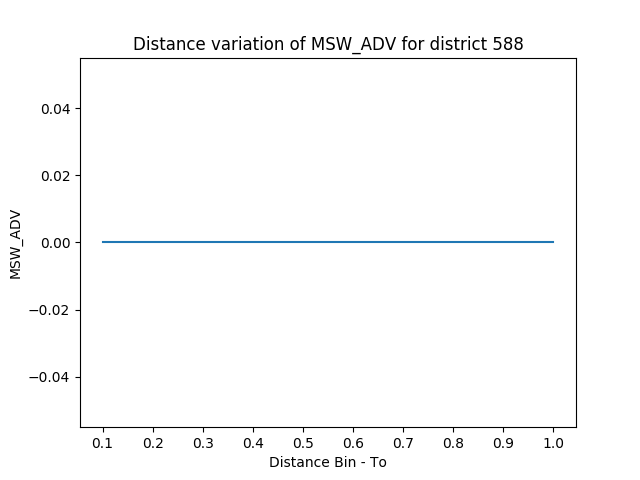 Distance variation of MSW_ADV for district 588
MSW_ADV
0.04
0.02
0.00
−0.02
−0.04
0.1 0.2 0.3 0.4 0.5 0.6 0.7 0.8 0.9 1.0
Distance Bin - To